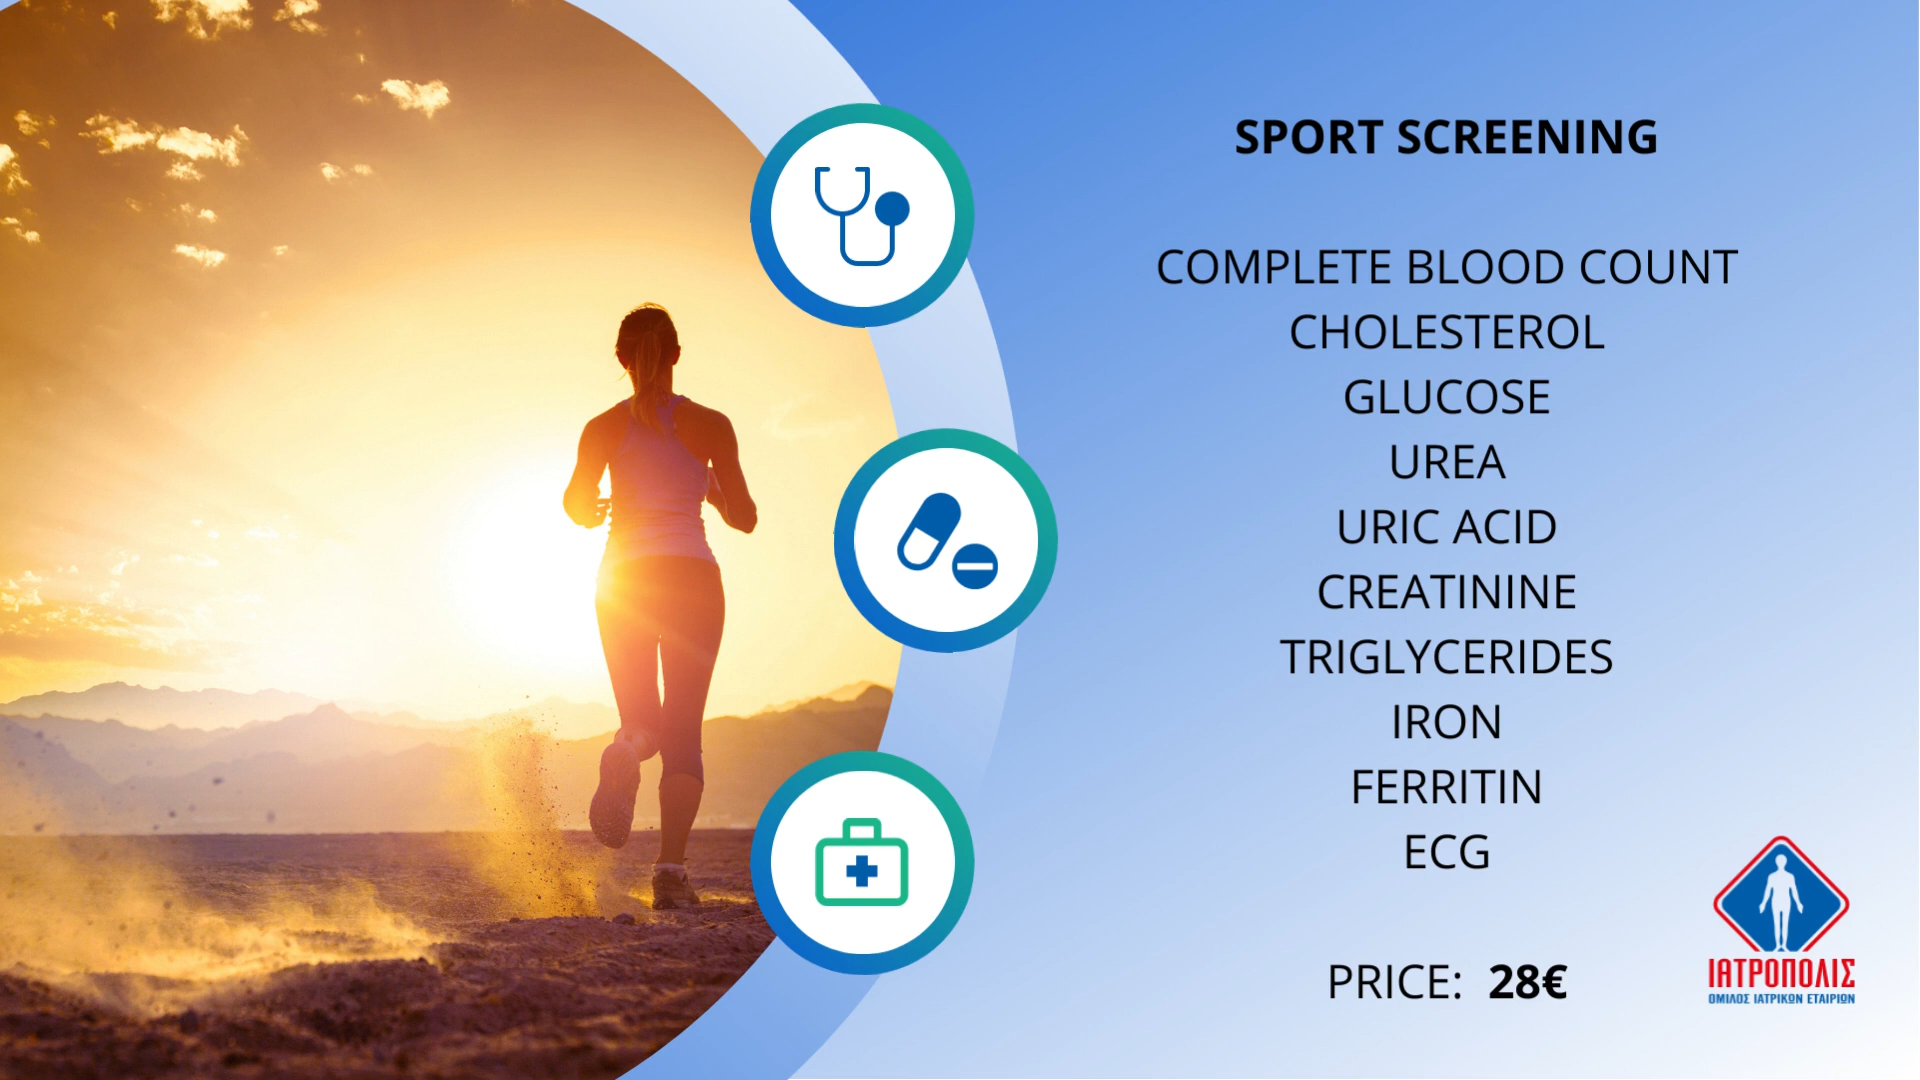 SPORT SCREENING
COMPLETE BLOOD COUNT
CHOLESTEROL
GLUCOSE
UREA
URIC ACID
CREATININE
TRIGLYCERIDES
IRON
FERRITIN
ECG
PRICE: 28€
ΙΑΤΡΟΠΟΛΙΣ
ΟΜΙΛΟΣ ΙΑΤΡΙΚΩΝ ΕΤΑΙΡΙΩΝ